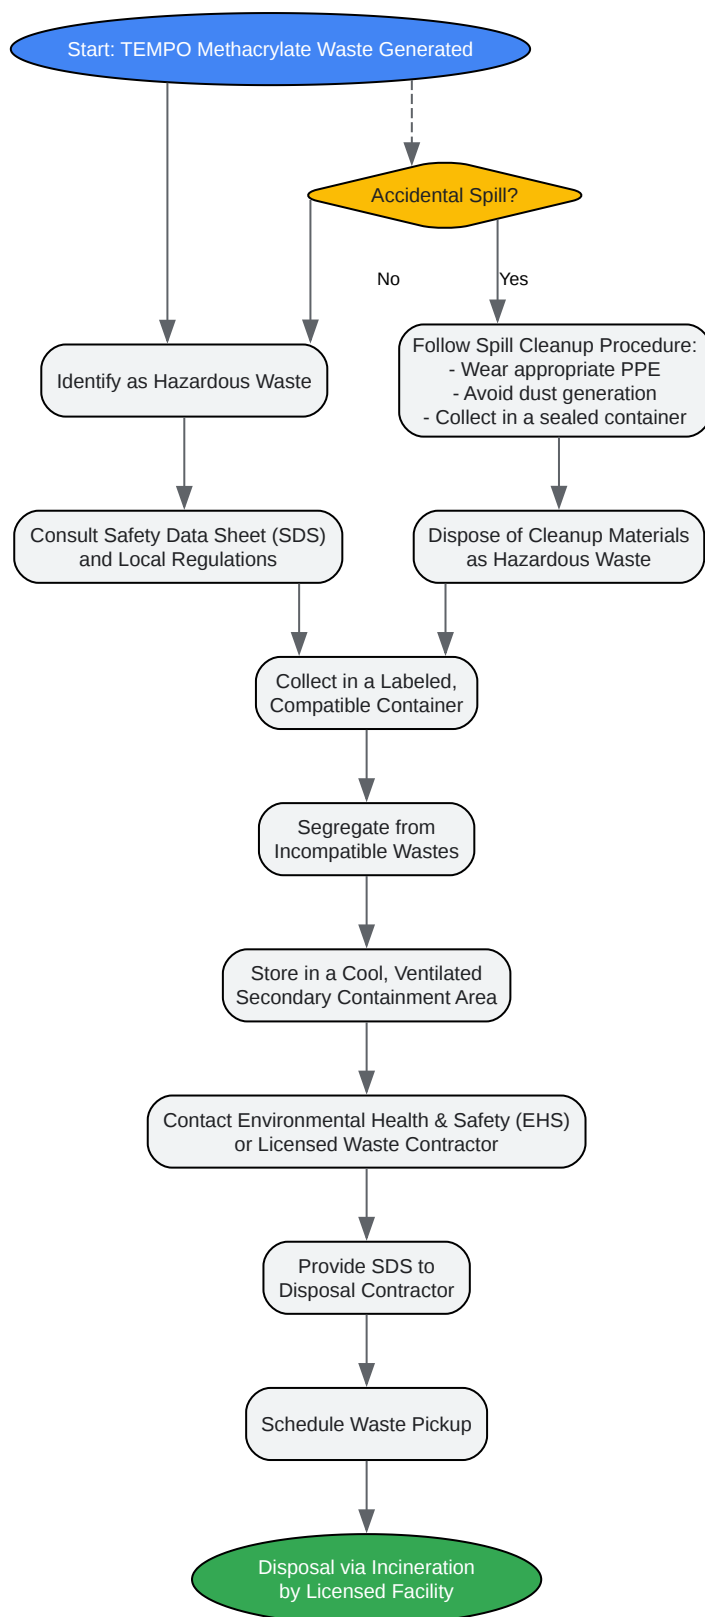 Start: TEMPO Methacrylate Waste Generated
Accidental Spill?
No
Yes
Identify as Hazardous Waste
Follow Spill Cleanup Procedure:
- Wear appropriate PPE
- Avoid dust generation
- Collect in a sealed container
Consult Safety Data Sheet (SDS)
and Local Regulations
Dispose of Cleanup Materials
as Hazardous Waste
Collect in a Labeled,
Compatible Container
Segregate from
Incompatible Wastes
Store in a Cool, Ventilated
Secondary Containment Area
Contact Environmental Health & Safety (EHS)
or Licensed Waste Contractor
Provide SDS to
Disposal Contractor
Schedule Waste Pickup
Disposal via Incineration
by Licensed Facility